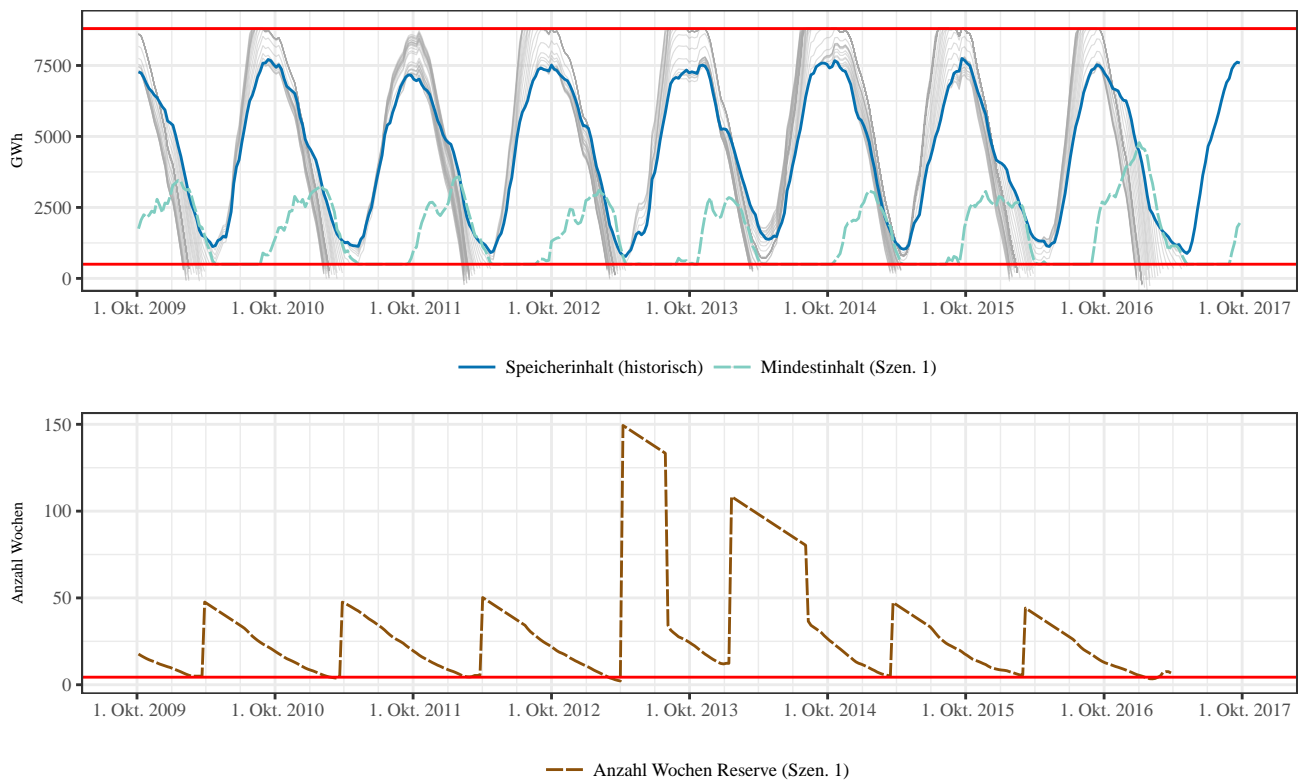 GWh
7500
5000
2500
0
1. Okt. 2009 1. Okt. 2010 1. Okt. 2011 1. Okt. 2012 1. Okt. 2013 1. Okt. 2014 1. Okt. 2015 1. Okt. 2016 1. Okt. 2017
Speicherinhalt (historisch) Mindestinhalt (Szen. 1)
Anzahl Wochen
150
100
50
0
1. Okt. 2009 1. Okt. 2010 1. Okt. 2011 1. Okt. 2012 1. Okt. 2013 1. Okt. 2014 1. Okt. 2015 1. Okt. 2016 1. Okt. 2017
Anzahl Wochen Reserve (Szen. 1)